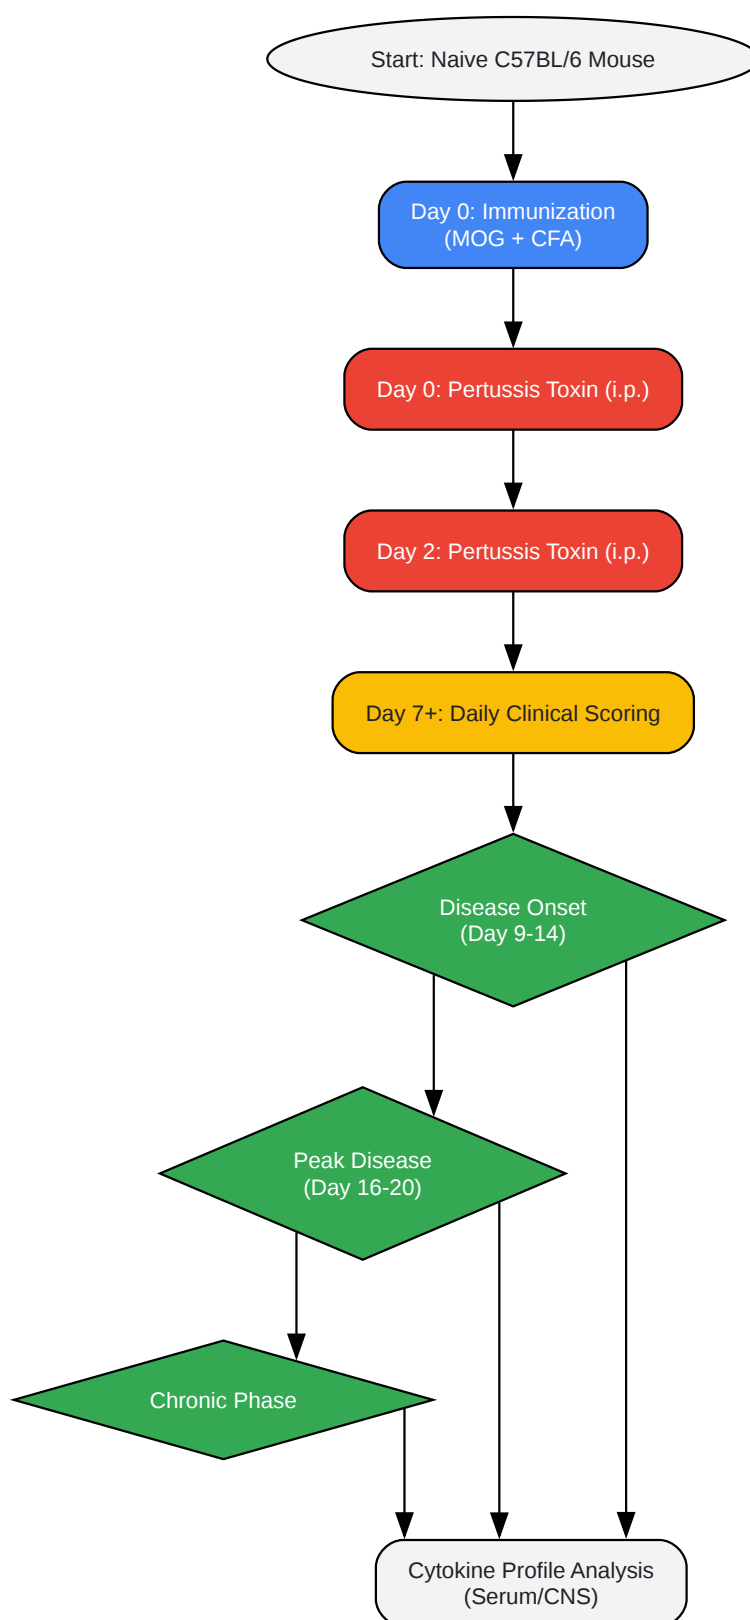 Start: Naive C57BL/6 Mouse
Day 0: Immunization
(MOG + CFA)
Day 0: Pertussis Toxin (i.p.)
Day 2: Pertussis Toxin (i.p.)
Day 7+: Daily Clinical Scoring
Disease Onset
(Day 9-14)
Peak Disease
(Day 16-20)
Chronic Phase
Cytokine Profile Analysis
(Serum/CNS)